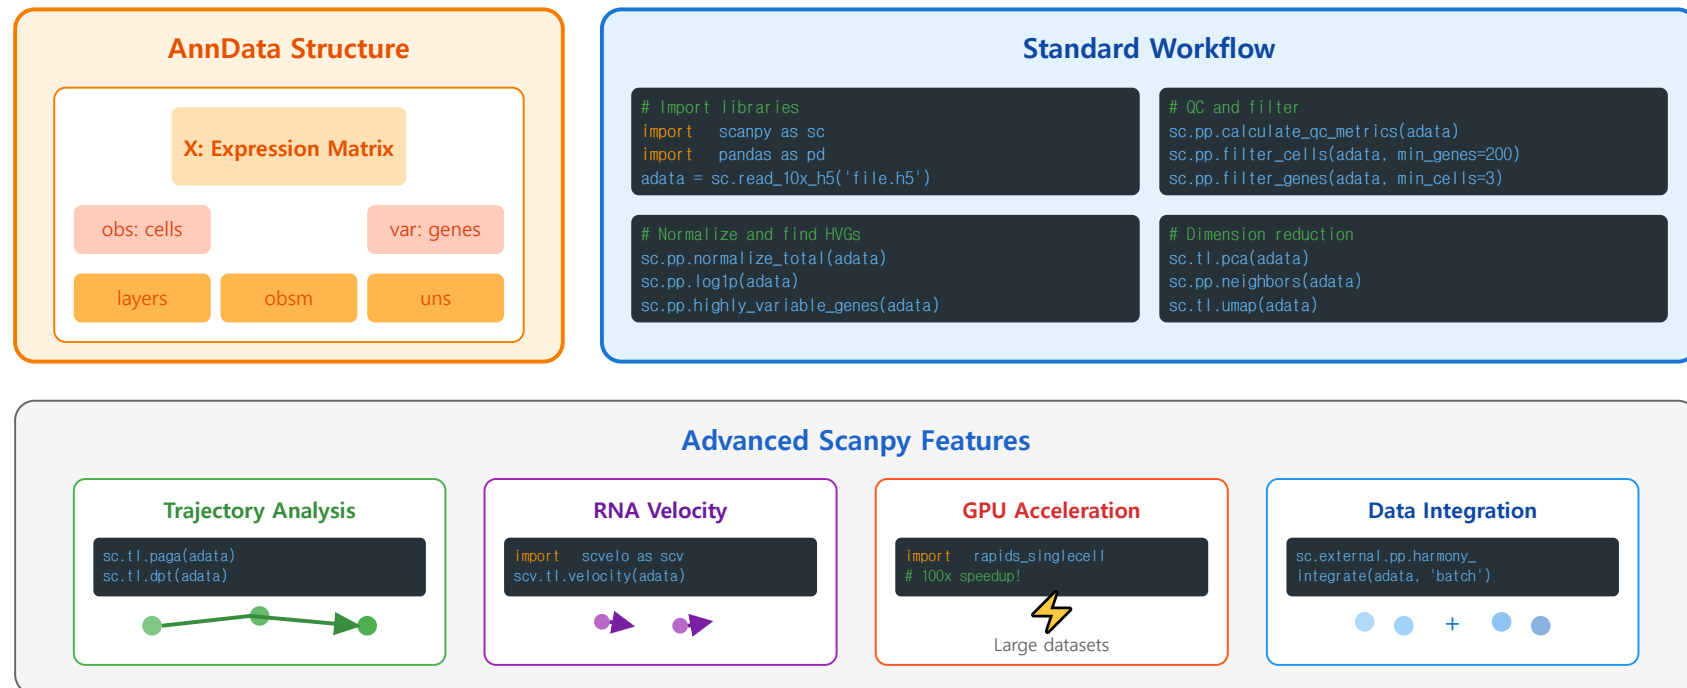 AnnData Structure
X: Expression Matrix
obs: cells
var: genes
layers
obsm
uns
Standard Workflow
# Import libraries
import scanpy as sc
import pandas as pd
adata = sc.read_10x_h5('file.h5')
# QC and filter
sc.pp.calculate_qc_metrics(adata)
sc.pp.filter_cells(adata, min_genes=200)
sc.pp.filter_genes(adata, min_cells=3)
# Normalize and find HVGs
sc.pp.normalize_total(adata)
sc.pp.log1p(adata)
sc.pp.highly_variable_genes(adata)
# Dimension reduction
sc.tl.pca(adata)
sc.pp.neighbors(adata)
sc.tl.umap(adata)
Advanced Scanpy Features
Trajectory Analysis
sc.tl.paga(adata)
sc.tl.dpt(adata)
RNA Velocity
import scvelo as scv
scv.tl.velocity(adata)
GPU Acceleration
import rapids_singlecell
# 100x speedup!
Large datasets
Data Integration
sc.external.pp.harmony_
integrate(adata, 'batch')
+